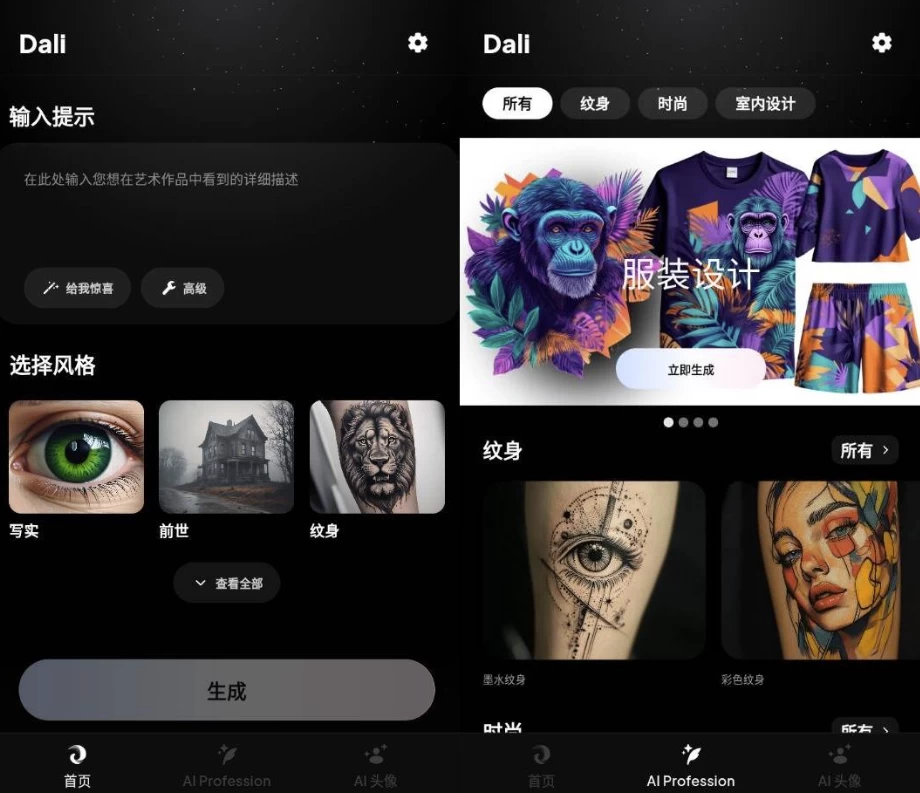 Dali
输入提示
在此处输入您想在艺术作品中看到的详细描述
给我惊喜
高級
选择风格
写实
前世
纹身
查看全部
生成
首页
AI Profession
AI 头像
Dali
所有
纹身
时尚
室内设计
服装设计
立即生成
纹身
所有
墨水纹身
彩色纹身
时尚
所有
首页
AI Profession
AI 头像